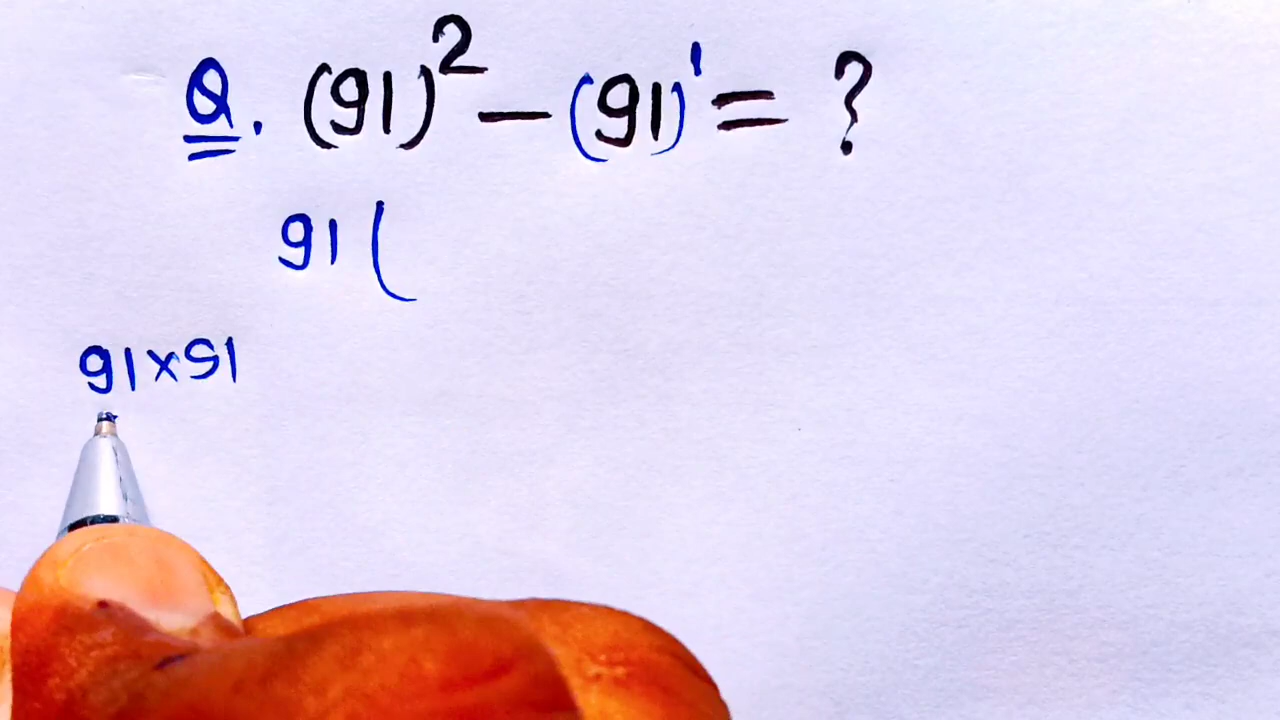 Q. (91)² – (91)¹ = ?
91 (
91×91